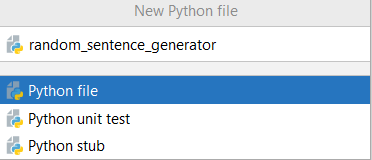 New Python file
random_sentence_generator
Python file
Python unit test
Python stub